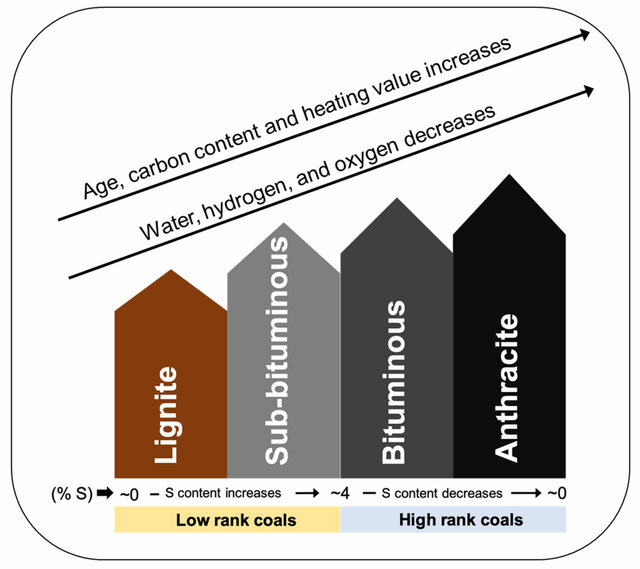 Age, carbon content and heating value increases
Water, hydrogen, and oxygen decreases
Lignite
Sub-bituminous
Bituminous
Anthracite
(% S) ~0 – S content increases ~4 – S content decreases ~0
Low rank coals
High rank coals